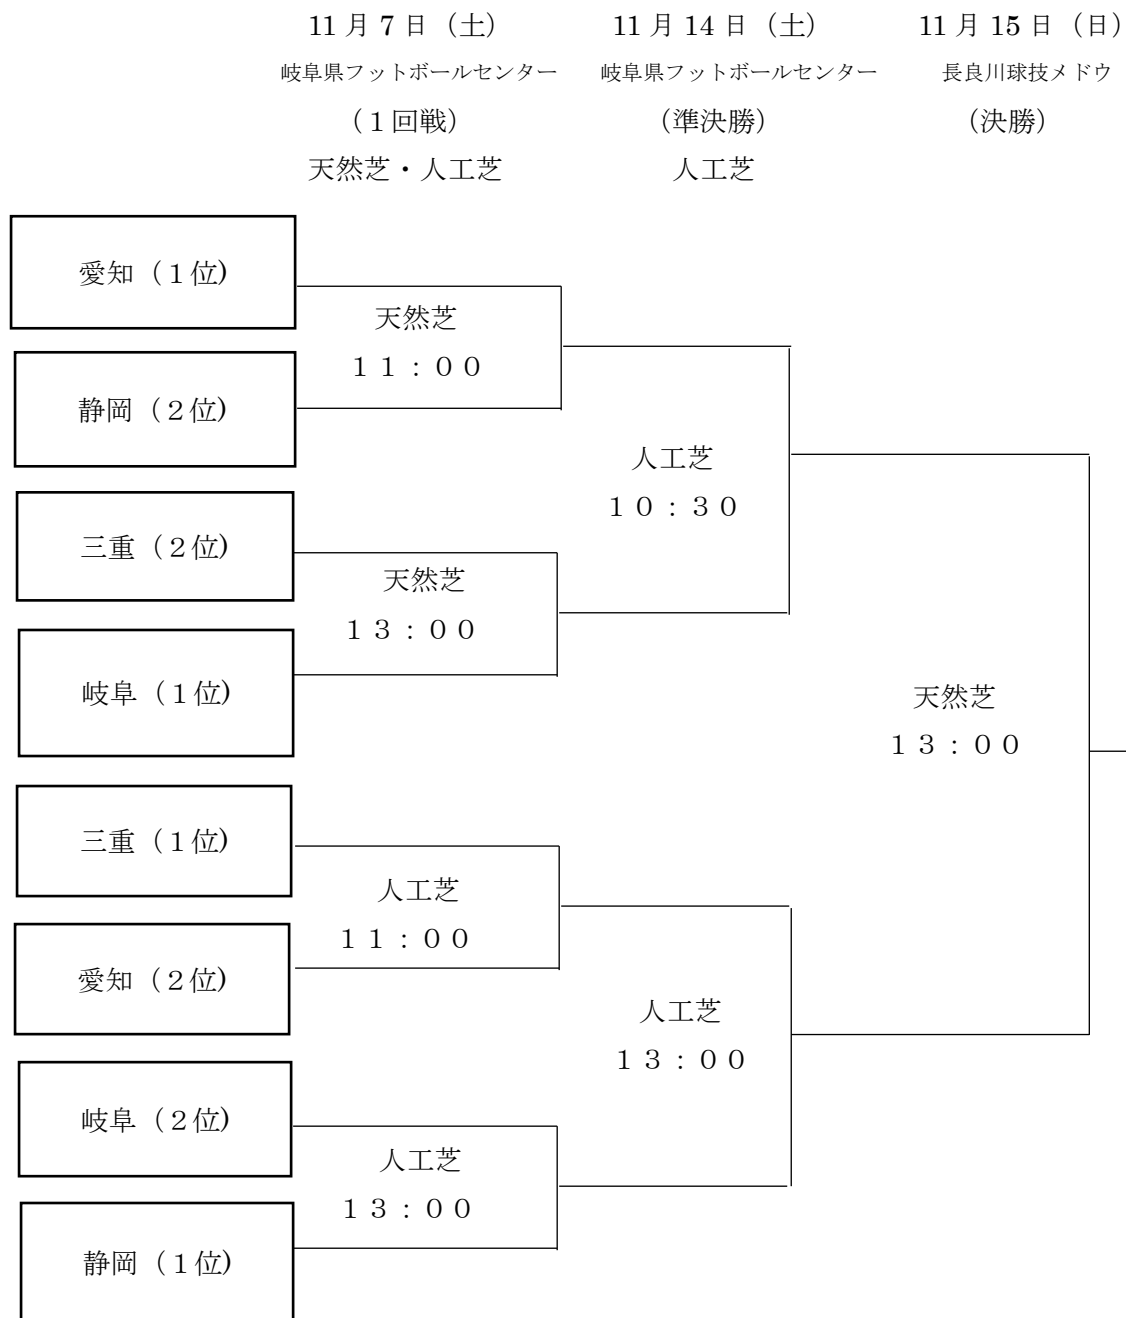 11月7日（土） 11月14日（土） 11月15日（日）
岐阜県フットボールセンター 岐阜県フットボールセンター 長良川球技メドウ
（１回戦） （準決勝） （決勝）
天然芝・人工芝 人工芝
愛知（１位）
天然芝
１１：００
静岡（２位）
人工芝
１０：３０
三重（２位）
天然芝
１３：００
岐阜（１位）
天然芝
１３：００
三重（１位）
人工芝
１１：００
愛知（２位）
人工芝
１３：００
岐阜（２位）
人工芝
１３：００
静岡（１位）